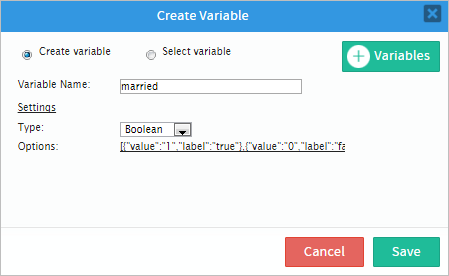 Create Variable
Create variable
Select variable
Variables
Variable Name:
married
Settings
Type:
Boolean
Options:
[{"value":"1","label":"true"},{"value":"0","label":"fa
Cancel
Save